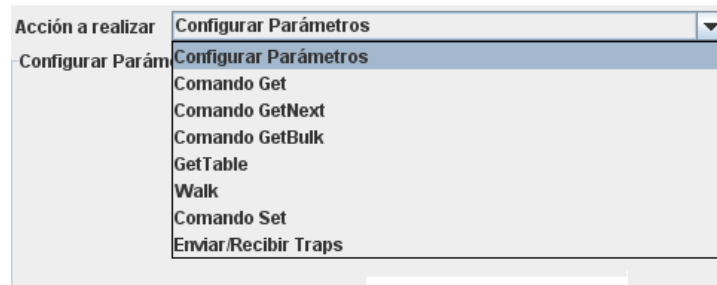 Acción a realizar Configurar Parámetros
Configurar Parám Configurar Parámetros
Comando Get
Comando GetNext
Comando GetBulk
GetTable
Walk
Comando Set
Enviar/Recibir Traps